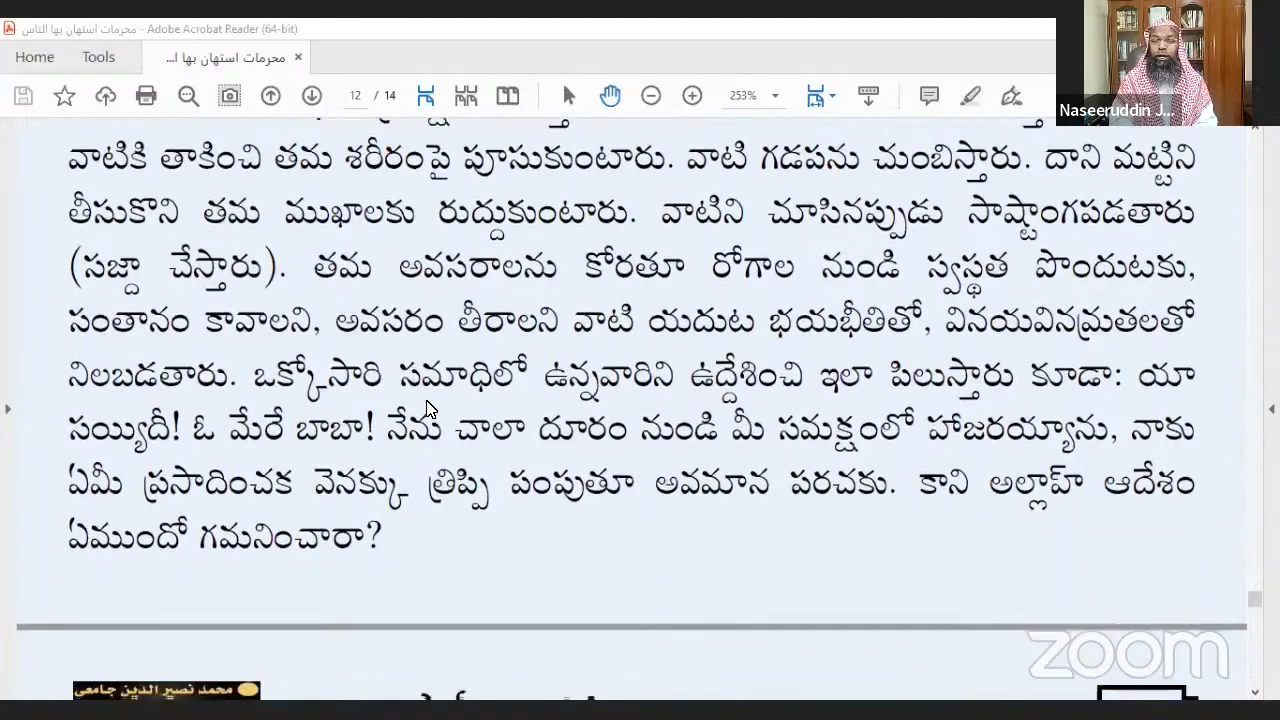 محرمات استهان بها الناس - Adobe Acrobat Reader (64-bit)
Home Tools محرمات استهان بها ا... ×
12 / 14 253%
Naseeruddin J...
వాటికి తాకించి తమ శరీరంపై పూసుకుంటారు. వాటి గడపను చుంబిస్తారు. దాని మట్టిని
తీసుకొని తమ ముఖాలకు రుద్దుకుంటారు. వాటిని చూసినప్పుడు సాష్టాంగపడతారు
(సజ్దా చేస్తారు). తమ అవసరాలను కోరతూ రోగాల నుండి స్వస్థత పొందుటకు,
సంతానం కావాలని, అవసరం తీరాలని వాటి యదుట భయభీతితో, వినయవినమ్రతలతో
నిలబడతారు. ఒక్కోసారి సమాధిలో ఉన్నవారిని ఉద్దేశించి ఇలా పిలుస్తారు కూడా: యా
సయ్యిదీ! ఓ మేరే బాబా! నేను చాలా దూరం నుండి మీ సమక్షంలో హాజరయ్యాను, నాకు
ఏమీ ప్రసాదించక వెనక్కు త్రిప్పి పంపుతూ అవమాన పరచకు. కాని అల్లాహ్ ఆదేశం
ఏముందో గమనించారా?
zoom
محمد نصير الدين جامعي